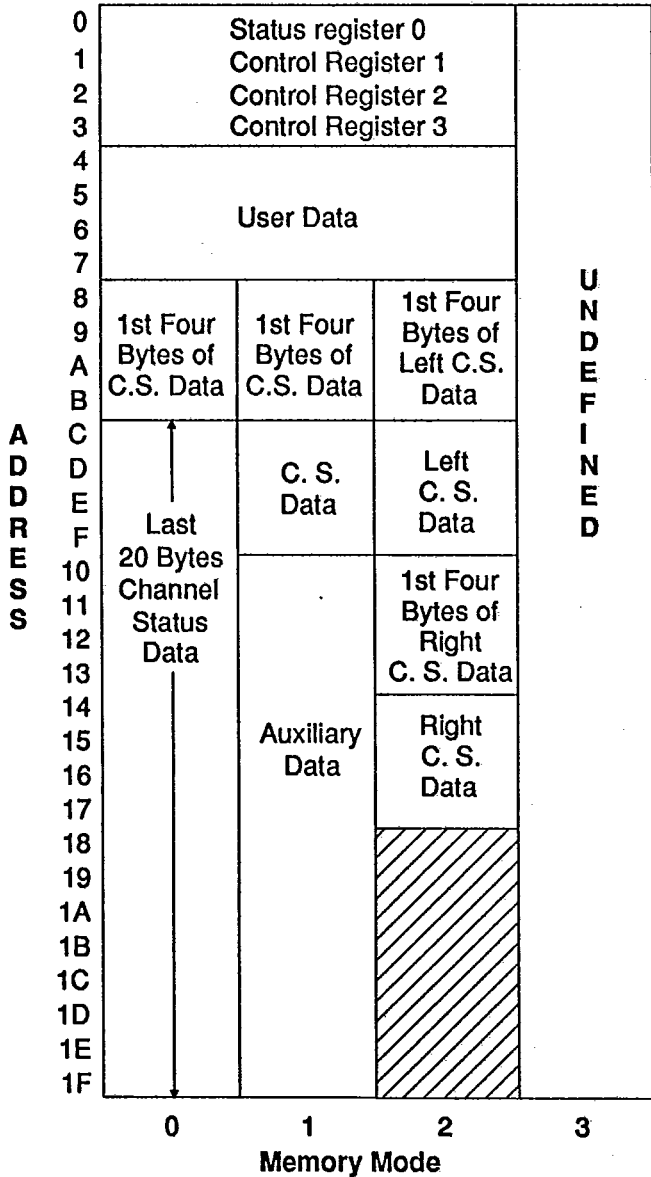 0
1
2
3
4
5
6
7
8
9
A
B
C
D
E
F
10
11
12
13
14
15
16
17
18
19
1A
1B
1C
1D
1E
1F
ADDRESS
Status register 0
Control Register 1
Control Register 2
Control Register 3
User Data
1st Four
Bytes of
C.S. Data
1st Four
Bytes of
C.S. Data
1st Four
Bytes of
Left C.S.
Data
Last
20 Bytes
Channel
Status
Data
C. S.
Data
Left
C. S.
Data
1st Four
Bytes of
Right
C. S. Data
Auxiliary
Data
Right
C. S.
Data
UNDEFINED
0 1 2 3
Memory Mode